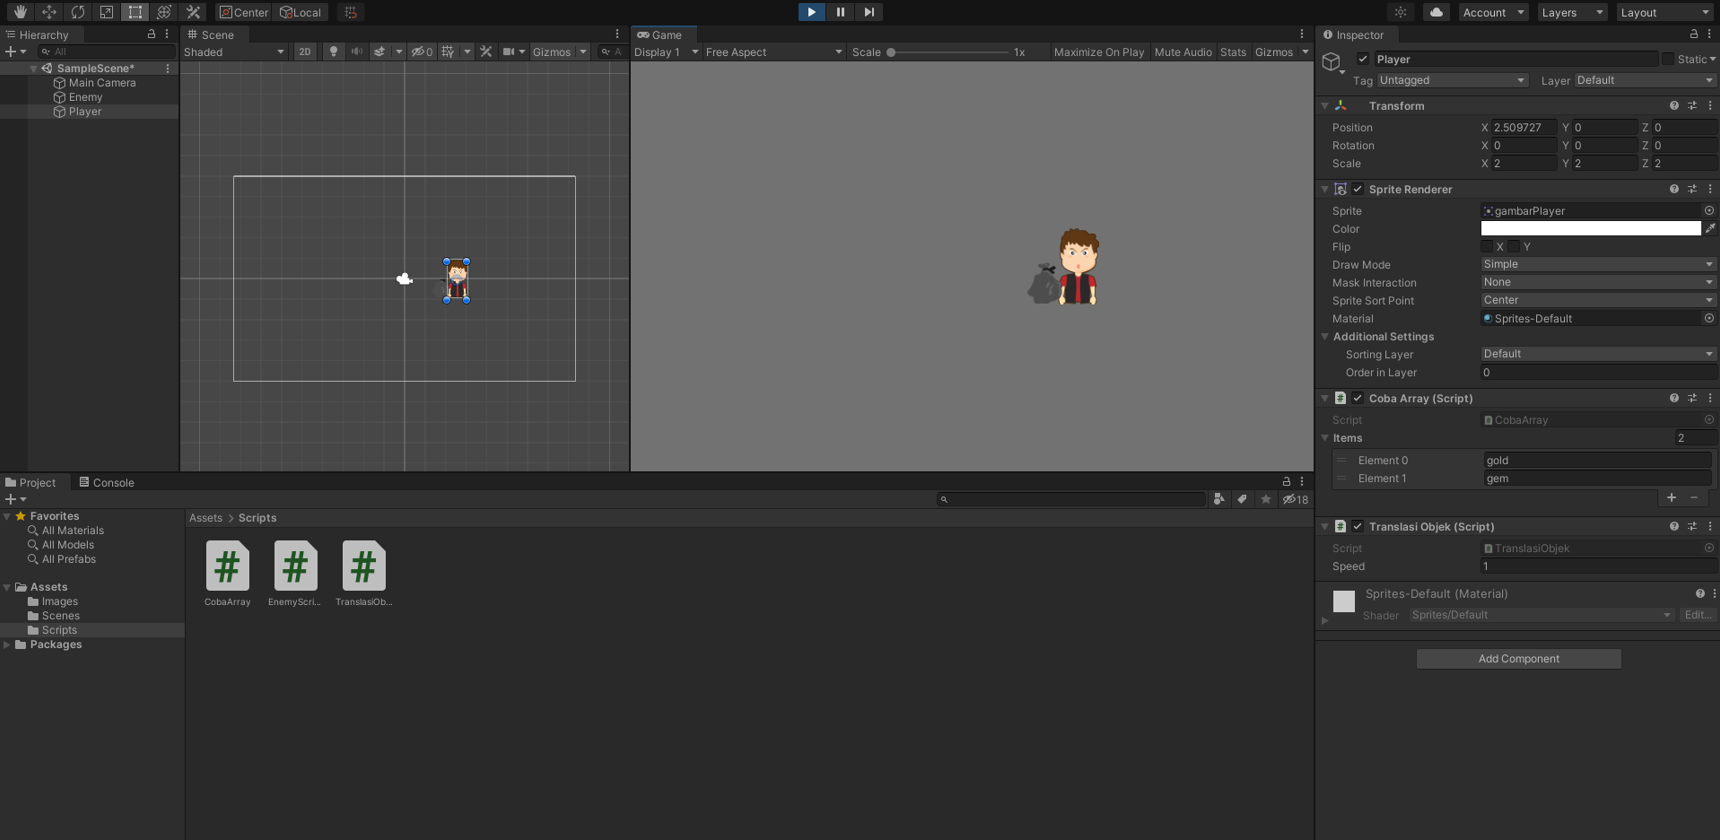 Center Local
Account Layers Layout
Hierarchy
All
SampleScene*
Main Camera
Enemy
Player
Scene
Shaded 2D 0 Gizmos A
Game
Display 1 Free Aspect Scale 1x Maximize On Play Mute Audio Stats Gizmos
Inspector
Player Static
Tag Untagged Layer Default
Transform
Position X 2.509727 Y 0 Z 0
Rotation X 0 Y 0 Z 0
Scale X 2 Y 2 Z 2
Sprite Renderer
Sprite gambarPlayer
Color
Flip X Y
Draw Mode Simple
Mask Interaction None
Sprite Sort Point Center
Material Sprites-Default
Additional Settings
Sorting Layer Default
Order in Layer 0
# Coba Array (Script)
Script CobaArray
Items 2
Element 0 gold
Element 1 gem
# Translasi Objek (Script)
Script TranslasiObjek
Speed 1
Sprites-Default (Material)
Shader Sprites/Default Edit...
Add Component
Project Console
18
Favorites
All Materials
All Models
All Prefabs
Assets
Images
Scenes
Scripts
Packages
Assets > Scripts
# # #
CobaArray EnemyScri... TranslasiOb...